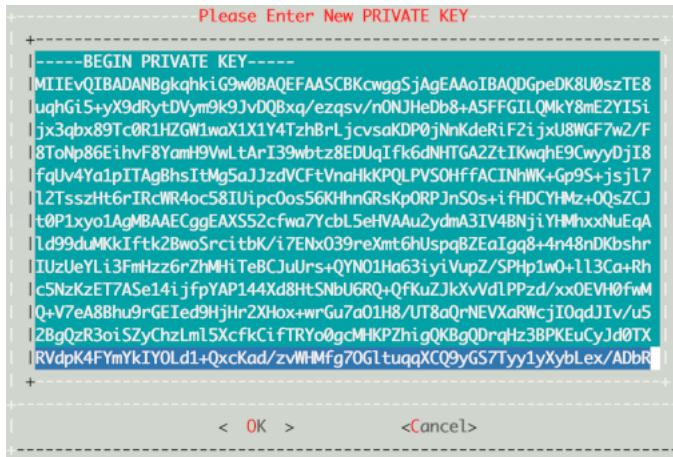 Please Enter New PRIVATE KEY
-----BEGIN PRIVATE KEY-----
MIIEvQIBADANBgkqhkiG9w0BAQEFAASCBKcwggSjAgEAAoIBAQDGpeDK8U0szTE8
uqhGi5+yX9dRytDVym9k9JvDQBxq/ezqsv/nONJHeDb8+A5FFGILQMkY8mE2YI5i
jx3qbx89Tc0R1HZGW1waX1X1Y4TzhBrLjcvsaKDP0jNnKdeRiF2ijxU8WGF7w2/F
8ToNp86EihvF8YamH9VwLtArI39wbtz8EDUqIfk6dNHTGA2ZtIKwqhE9CwyyDjI8
fqUv4Ya1pITAgBhsItMg5aJJzdVCFtVnaHkKPQLPVSOHffACINhWK+Gp9S+jsjl7
l2TsszHt6rIRcWR4oc58IUipcOos56KHhnGRsKpORPJnSOs+ifHDCYHMz+OQsZCJ
t0P1xyo1AgMBAAECggEAXS52cfwa7YcbL5eHVAAu2ydmA3IV4BNjiYHMhxxNuEqA
ld99duMKkIftk2BwoSrcitbK/i7ENxO39reXmt6hUspqBZEaIgq8+4n48nDKbshr
IUzUeYLi3FmHzz6rZhMHiTeBCJuUrs+QYNO1Ha63iyiVupZ/SPHp1wO+ll3Ca+Rh
c5NzKzET7ASe14ijfpYAP144Xd8HtSNbU6RQ+QfKuZJkXvVdlPPzd/xxOEVH0fwM
Q+V7eA8Bhu9rGEIed9HjHr2XHox+wrGu7aO1H8/UT8aQrNEVXaRWcjIOqdJIv/u5
2BgQzR3oiSZyChzLml5XcfkCifTRYo0gcMHKPZhigQKBgQDrqHz3BPKEuCyJd0TX
RVdpK4FYmYkIYOLd1+QxcKad/zvWHMfg7OGltuqqXCQ9yGS7Tyy1yXybLex/ADbR
< OK > <Cancel>